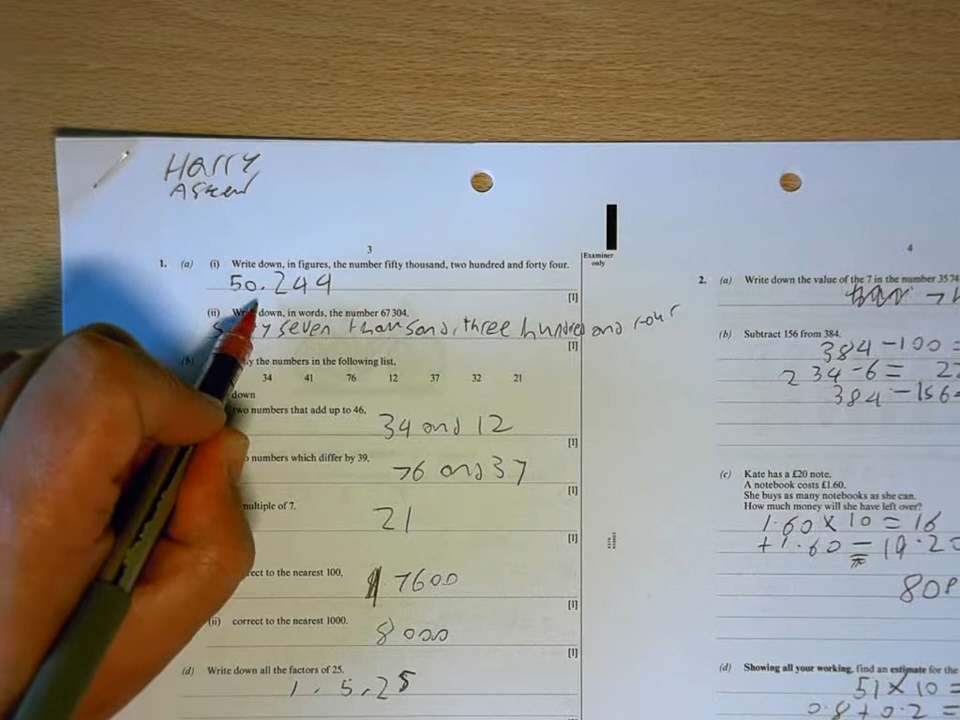 Harry
Askew
3
1. (a) (i) Write down, in figures, the number fifty thousand, two hundred and forty four.
Examiner only
50.244
[1]
(ii) down, in words, the number 67 304.
seven thousand, three hundred and four
[1]
(b) the numbers in the following list,
34 41 76 12 37 32 21
down
two numbers that add up to 46,
34 and 12
[1]
numbers which differ by 39,
76 and 37
[1]
multiple of 7.
21
[1]
correct to the nearest 100,
7600
[1]
(ii) correct to the nearest 1000.
8000
[1]
(d) Write down all the factors of 25.
1, 5, 25
4
2. (a) Write down the value of the 7 in the number 35 74
(b) Subtract 156 from 384.
384 - 100 =
234 - 6 = 22
384 - 156
(c) Kate has a £20 note.
A notebook costs £1.60.
She buys as many notebooks as she can.
How much money will she have left over?
1.60 × 10 = 16
+ 1.60 = 19.20
80p
(d) Showing all your working, find an estimate for the
51 × 10 =
0.8 + 0.2 =